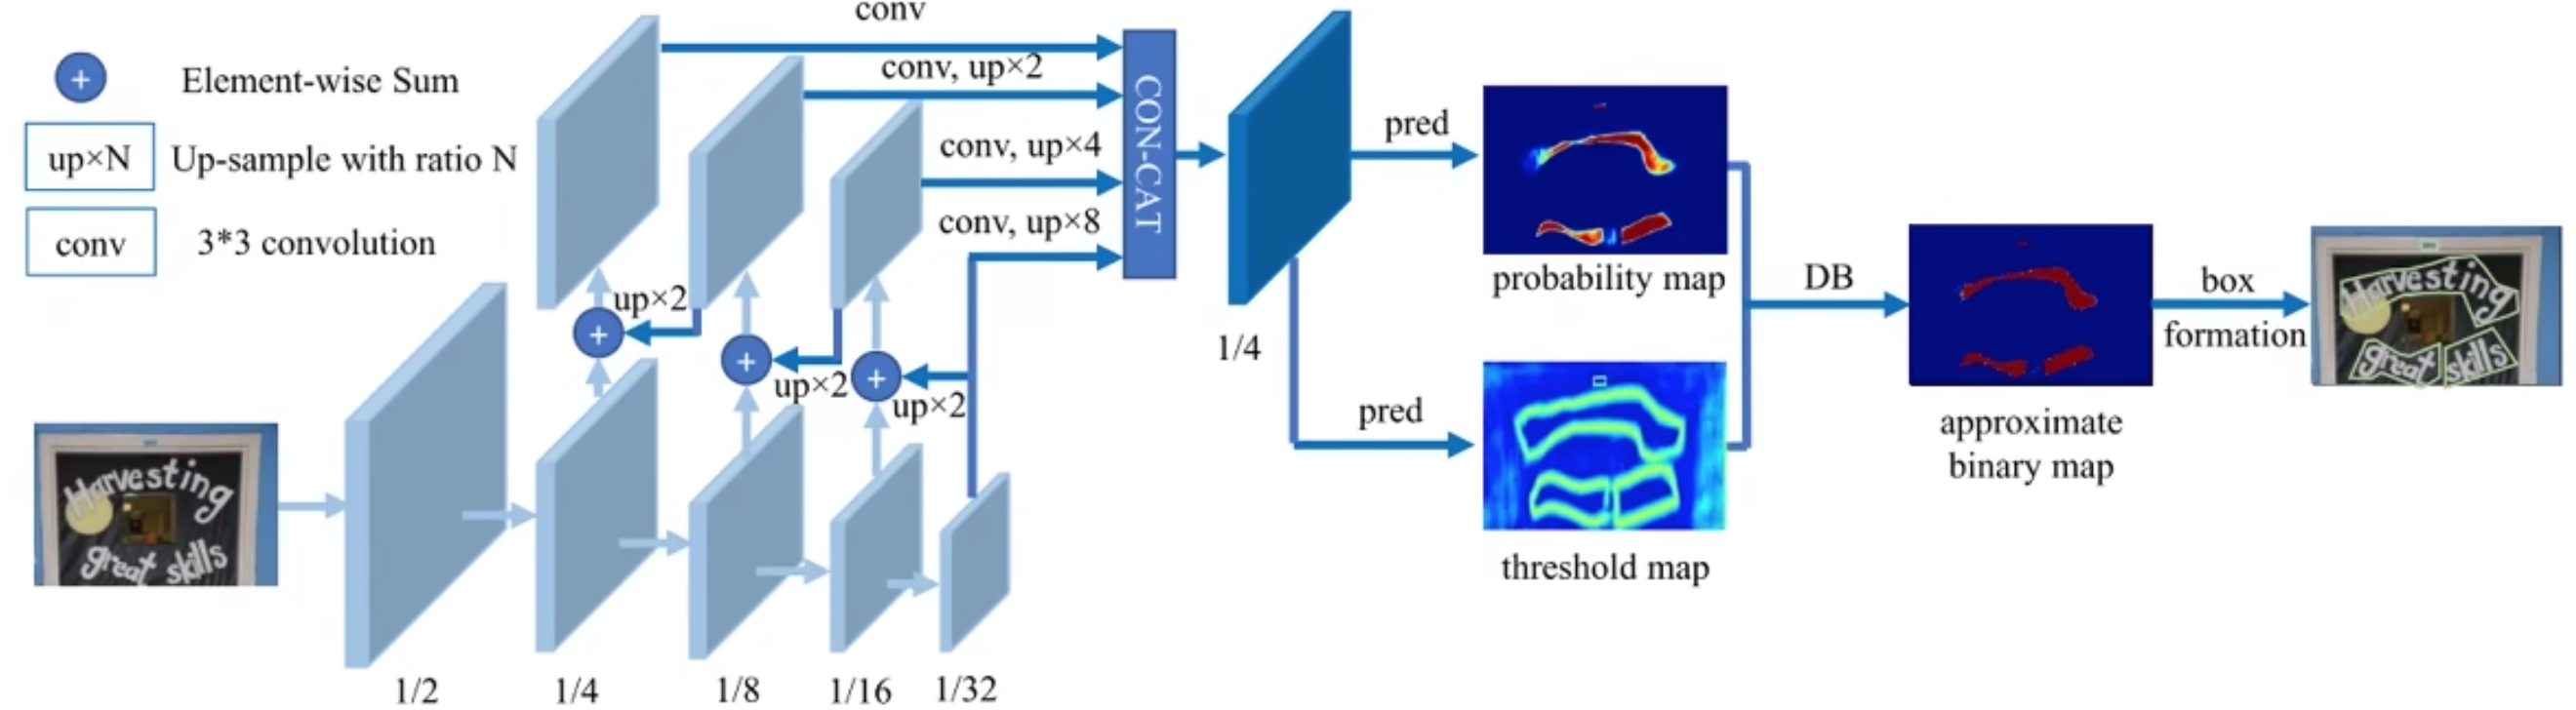 conv
+ Element-wise Sum
conv, up×2
up×N Up-sample with ratio N
conv, up×4
conv 3*3 convolution
conv, up×8
CON-CAT
up×2
+
up×2
+
up×2
+
1/2
1/4
1/8
1/16
1/32
1/4
pred
probability map
pred
threshold map
DB
approximate
binary map
box
formation
Harvesting
great skills
Harvesting
great skills